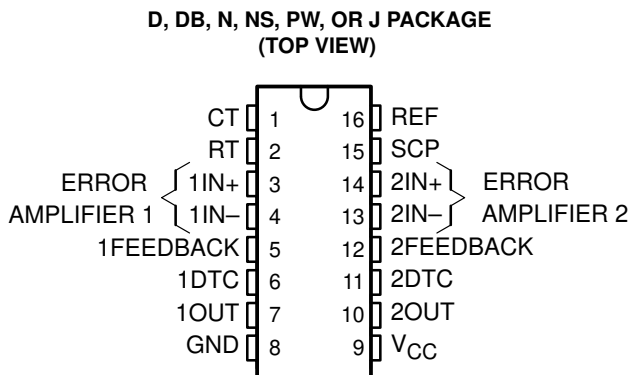 D, DB, N, NS, PW, OR J PACKAGE
(TOP VIEW)
CT 1 16 REF
RT 2 15 SCP
ERROR AMPLIFIER 1 1IN+ 3 14 2IN+ ERROR AMPLIFIER 2
1IN– 4 13 2IN–
1FEEDBACK 5 12 2FEEDBACK
1DTC 6 11 2DTC
1OUT 7 10 2OUT
GND 8 9 VCC